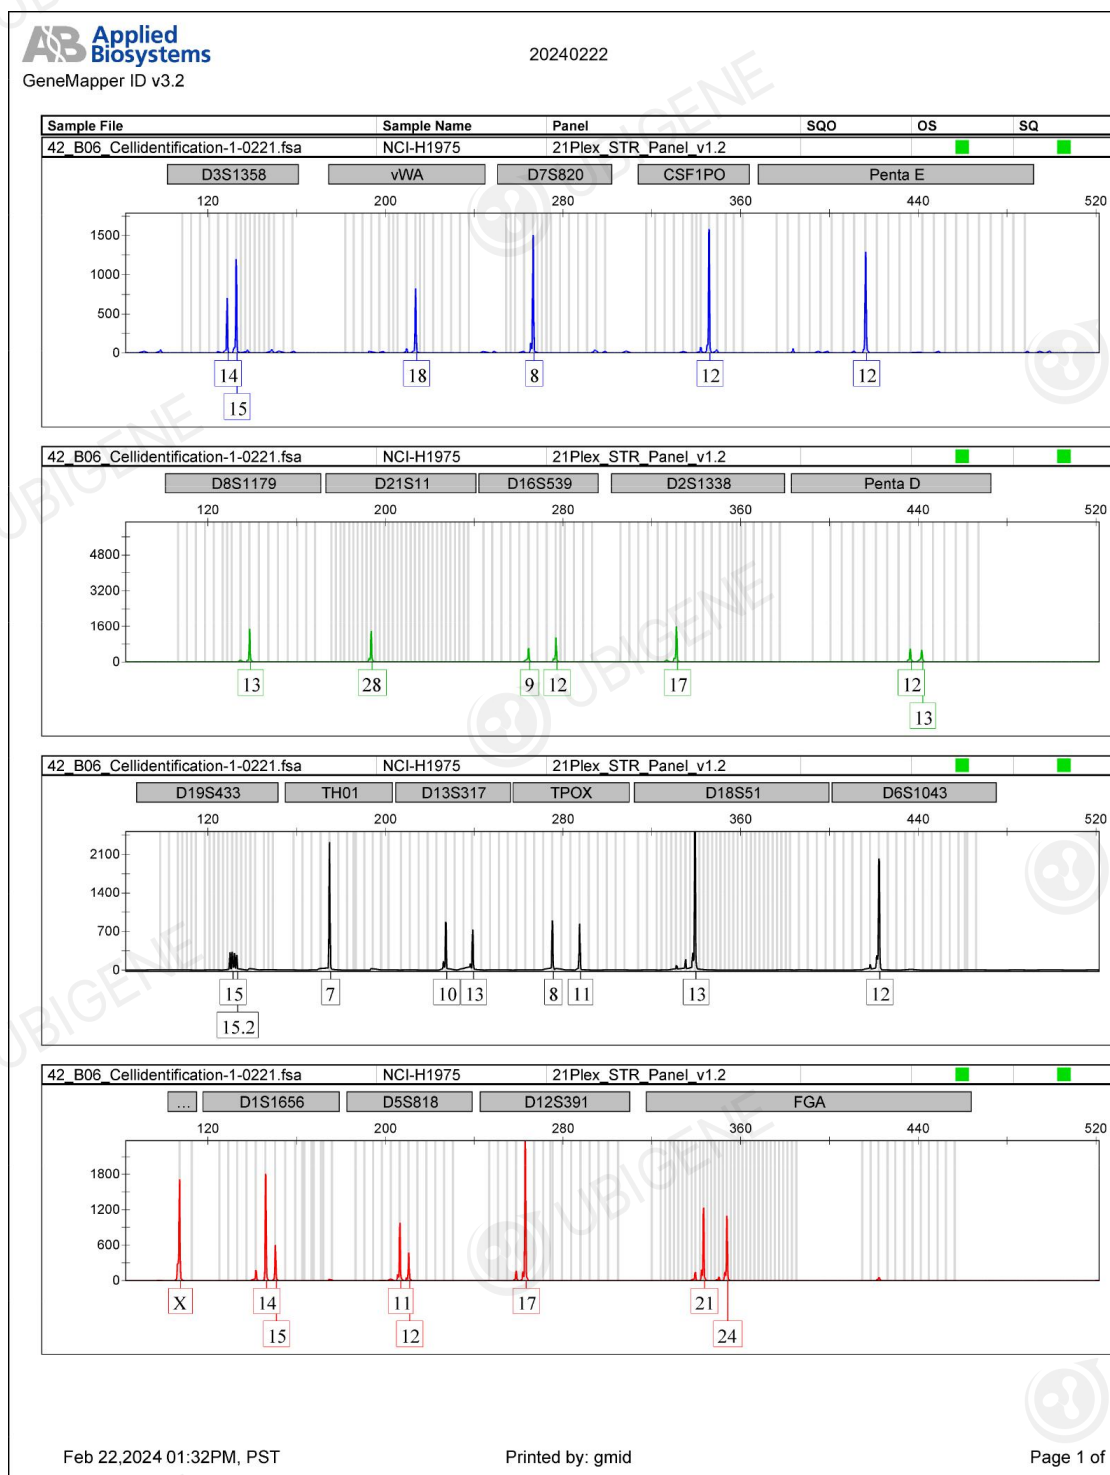 AB Applied
Biosystems
20240222
GeneMapper ID v3.2
Sample File Sample Name Panel SQO OS SQ
42_B06_Cellidentification-1-0221.fsa NCI-H1975 21Plex_STR_Panel_v1.2
D3S1358 vWA D7S820 CSF1PO Penta E
120 200 280 360 440 520
1500
1000
500
0
14 18 8 12 12
15
42_B06_Cellidentification-1-0221.fsa NCI-H1975 21Plex_STR_Panel_v1.2
D8S1179 D21S11 D16S539 D2S1338 Penta D
120 200 280 360 440 520
4800
3200
1600
0
13 28 9 12 17 12
13
42_B06_Cellidentification-1-0221.fsa NCI-H1975 21Plex_STR_Panel_v1.2
D19S433 TH01 D13S317 TPOX D18S51 D6S1043
120 200 280 360 440 520
2100
1400
700
0
15 7 10 13 8 11 13 12
15.2
42_B06_Cellidentification-1-0221.fsa NCI-H1975 21Plex_STR_Panel_v1.2
... D1S1656 D5S818 D12S391 FGA
120 200 280 360 440 520
1800
1200
600
0
X 14 11 17 21
15 12 24
Feb 22,2024 01:32PM, PST Printed by: gmid Page 1 of
UBIGENE
UBIGENE
UBIGENE
UBIGENE
UBIGENE
UBIGENE